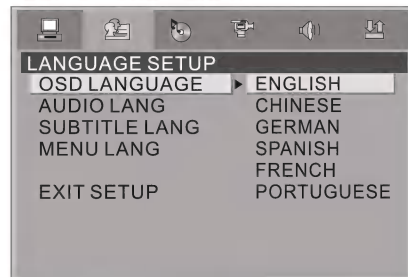 LANGUAGE SETUP
OSD LANGUAGE
AUDIO LANG
SUBTITLE LANG
MENU LANG
EXIT SETUP
ENGLISH
CHINESE
GERMAN
SPANISH
FRENCH
PORTUGUESE